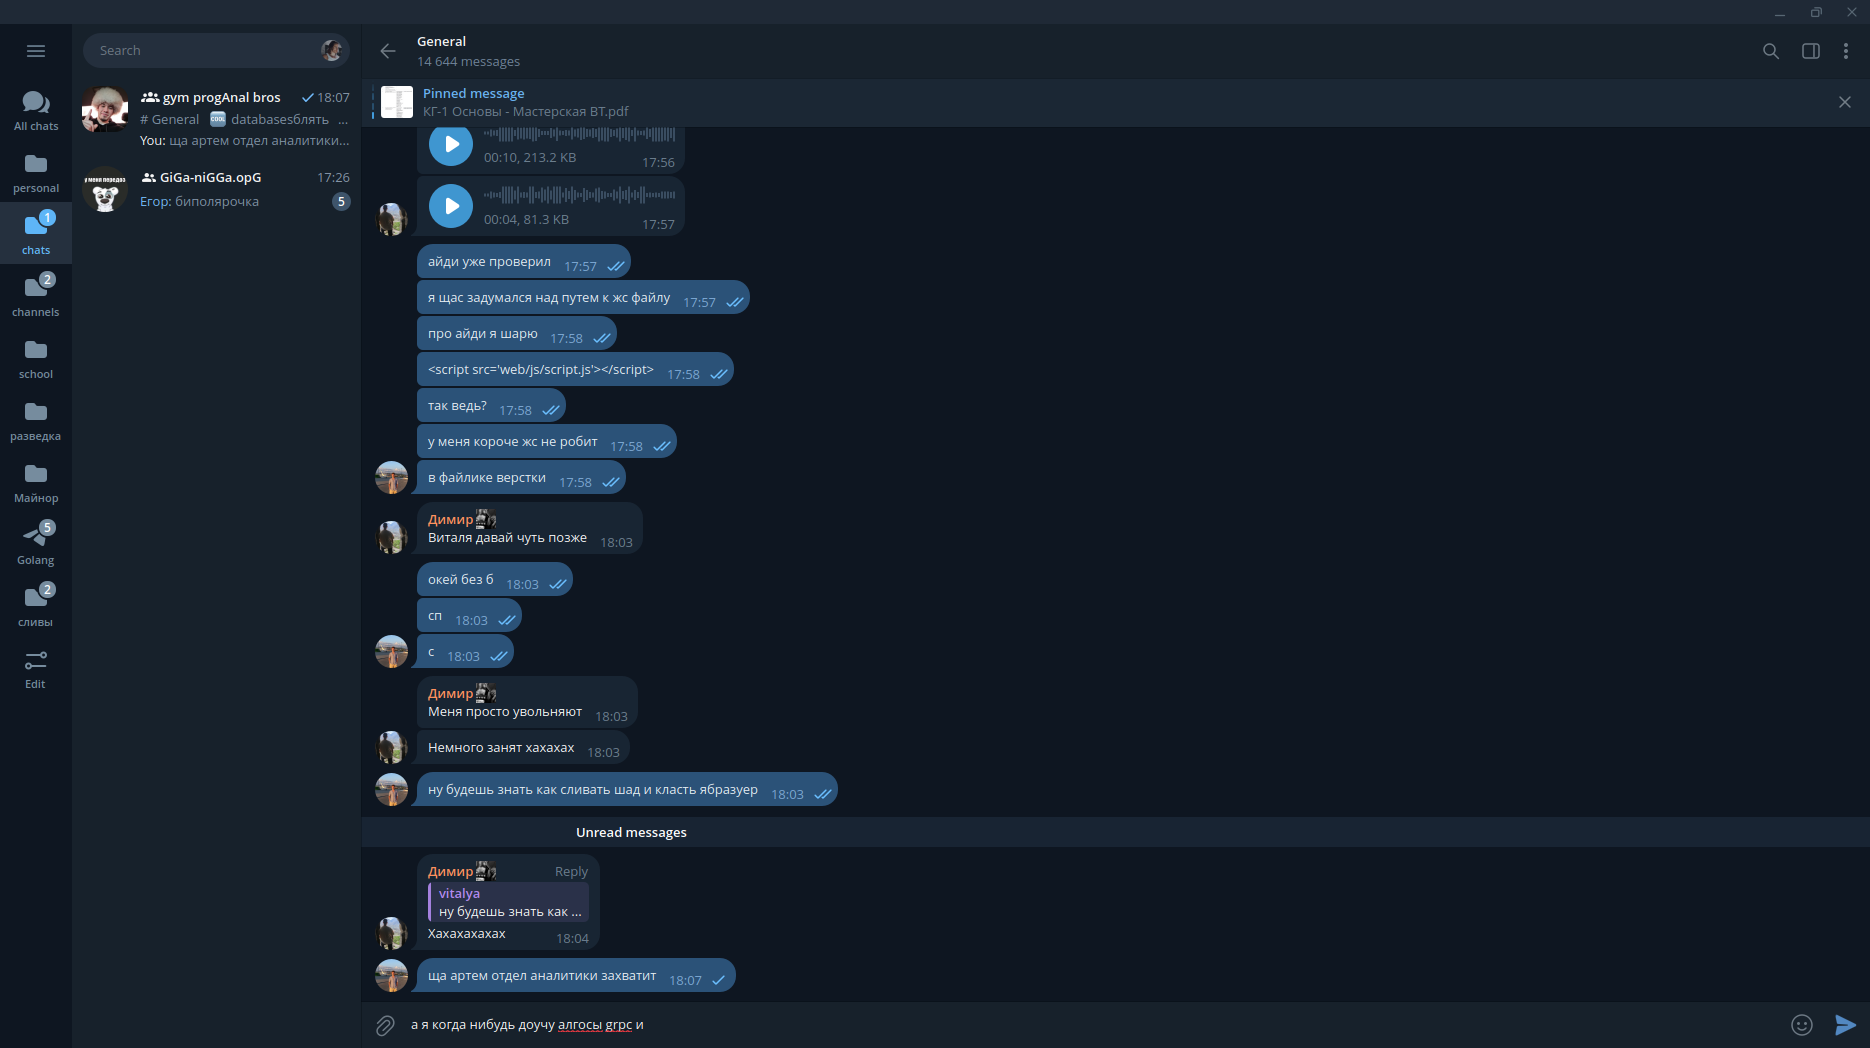 Search
General
14 644 messages
Pinned message
КГ-1 Основы - Мастерская ВТ.pdf
All chats
personal
1
chats
2
channels
school
разведка
Майнор
5
Golang
2
сливы
Edit
gym progAnal bros 18:07
# General COOL databasesблять ...
You: ща артем отдел аналитики...
у меня передоз
GiGa-niGGa.opG 17:26
Егор: биполярочка 5
00:10, 213.2 KB 17:56
00:04, 81.3 KB 17:57
айди уже проверил 17:57
я щас задумался над путем к жс файлу 17:57
про айди я шарю 17:58
<script src='web/js/script.js'></script> 17:58
так ведь? 17:58
у меня короче жс не робит 17:58
в файлике верстки 17:58
Димир
Виталя давай чуть позже 18:03
окей без б 18:03
сп 18:03
с 18:03
Димир
Меня просто увольняют 18:03
Немного занят хахахах 18:03
ну будешь знать как сливать шад и класть ябразуер 18:03
Unread messages
Димир Reply
vitalya
ну будешь знать как ...
Хахахахахах 18:04
ща артем отдел аналитики захватит 18:07
а я когда нибудь доучу алгосы grpc и